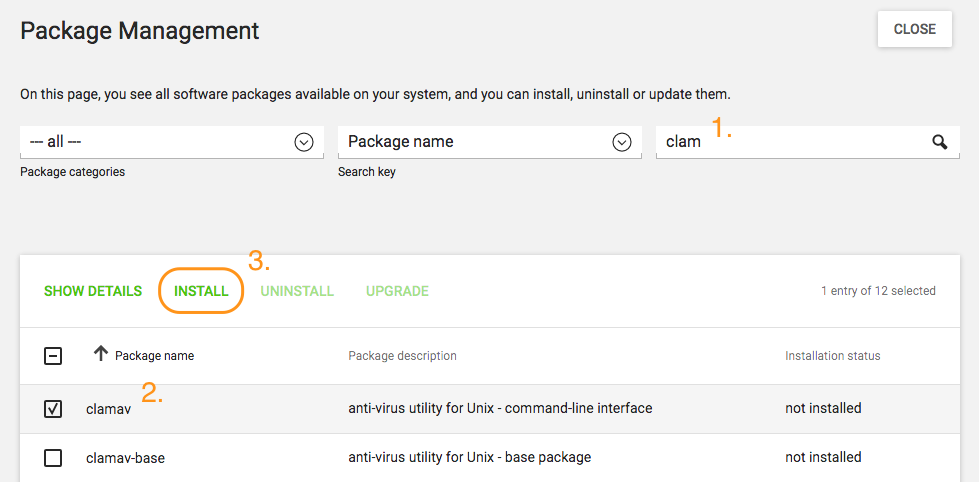 Package Management
CLOSE
On this page, you see all software packages available on your system, and you can install, uninstall or update them.
--- all ---
Package name
clam
1.
Package categories
Search key
3.
SHOW DETAILS
INSTALL
UNINSTALL
UPGRADE
1 entry of 12 selected
Package name
Package description
Installation status
2.
clamav
anti-virus utility for Unix - command-line interface
not installed
clamav-base
anti-virus utility for Unix - base package
not installed